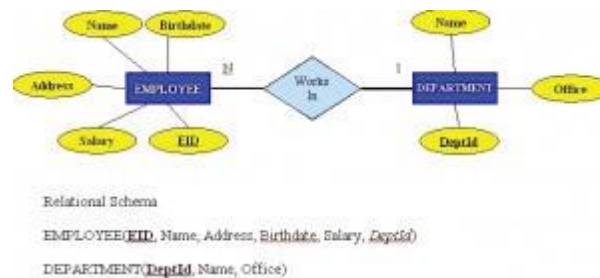 Name Birthdate Name
N 1
Address EMPLOYEE Works DEPARTMENT Office
In
Salary EID DeptId
Relational Schema
EMPLOYEE(EID, Name, Address, Birthdate, Salary, DeptId)
DEPARTMENT(DeptId, Name, Office)